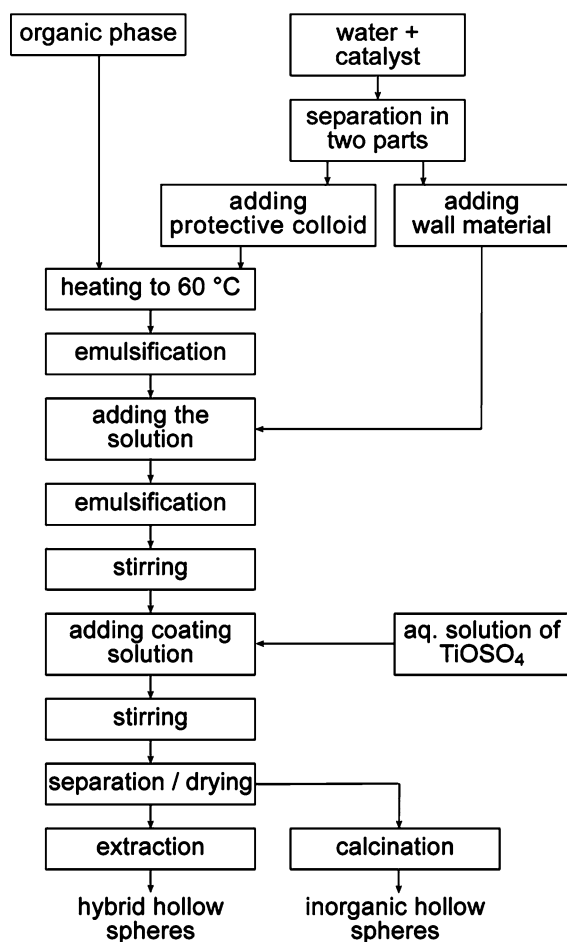 organic phase
water +
catalyst
separation in
two parts
adding
protective colloid
adding
wall material
heating to 60 °C
emulsification
adding the
solution
emulsification
stirring
adding coating
solution
aq. solution of
TiOSO₄
stirring
separation / drying
extraction
calcination
hybrid hollow
spheres
inorganic hollow
spheres